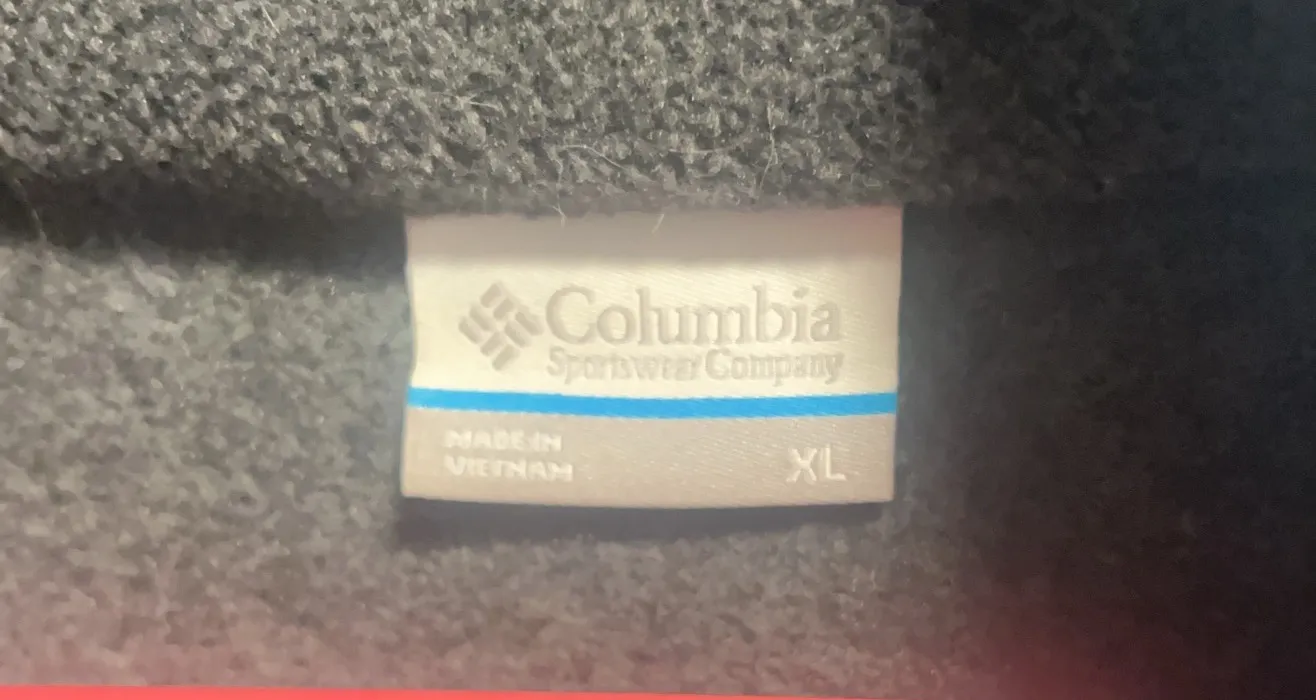 Columbia
Sportswear Company
MADE IN
VIETNAM
XL